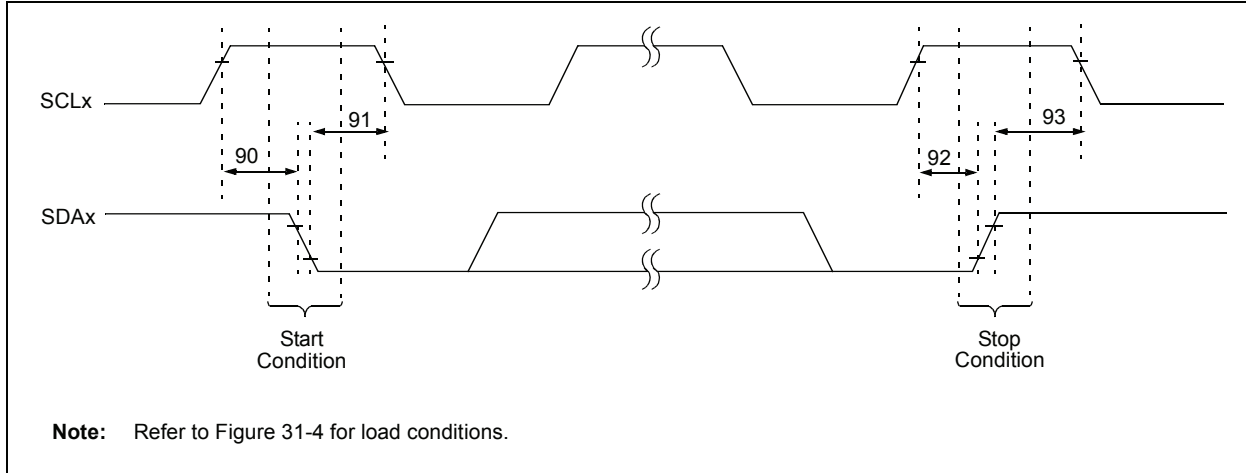 SCLx
91
93
90
92
SDAx
Start
Condition
Stop
Condition
Note: Refer to Figure 31-4 for load conditions.